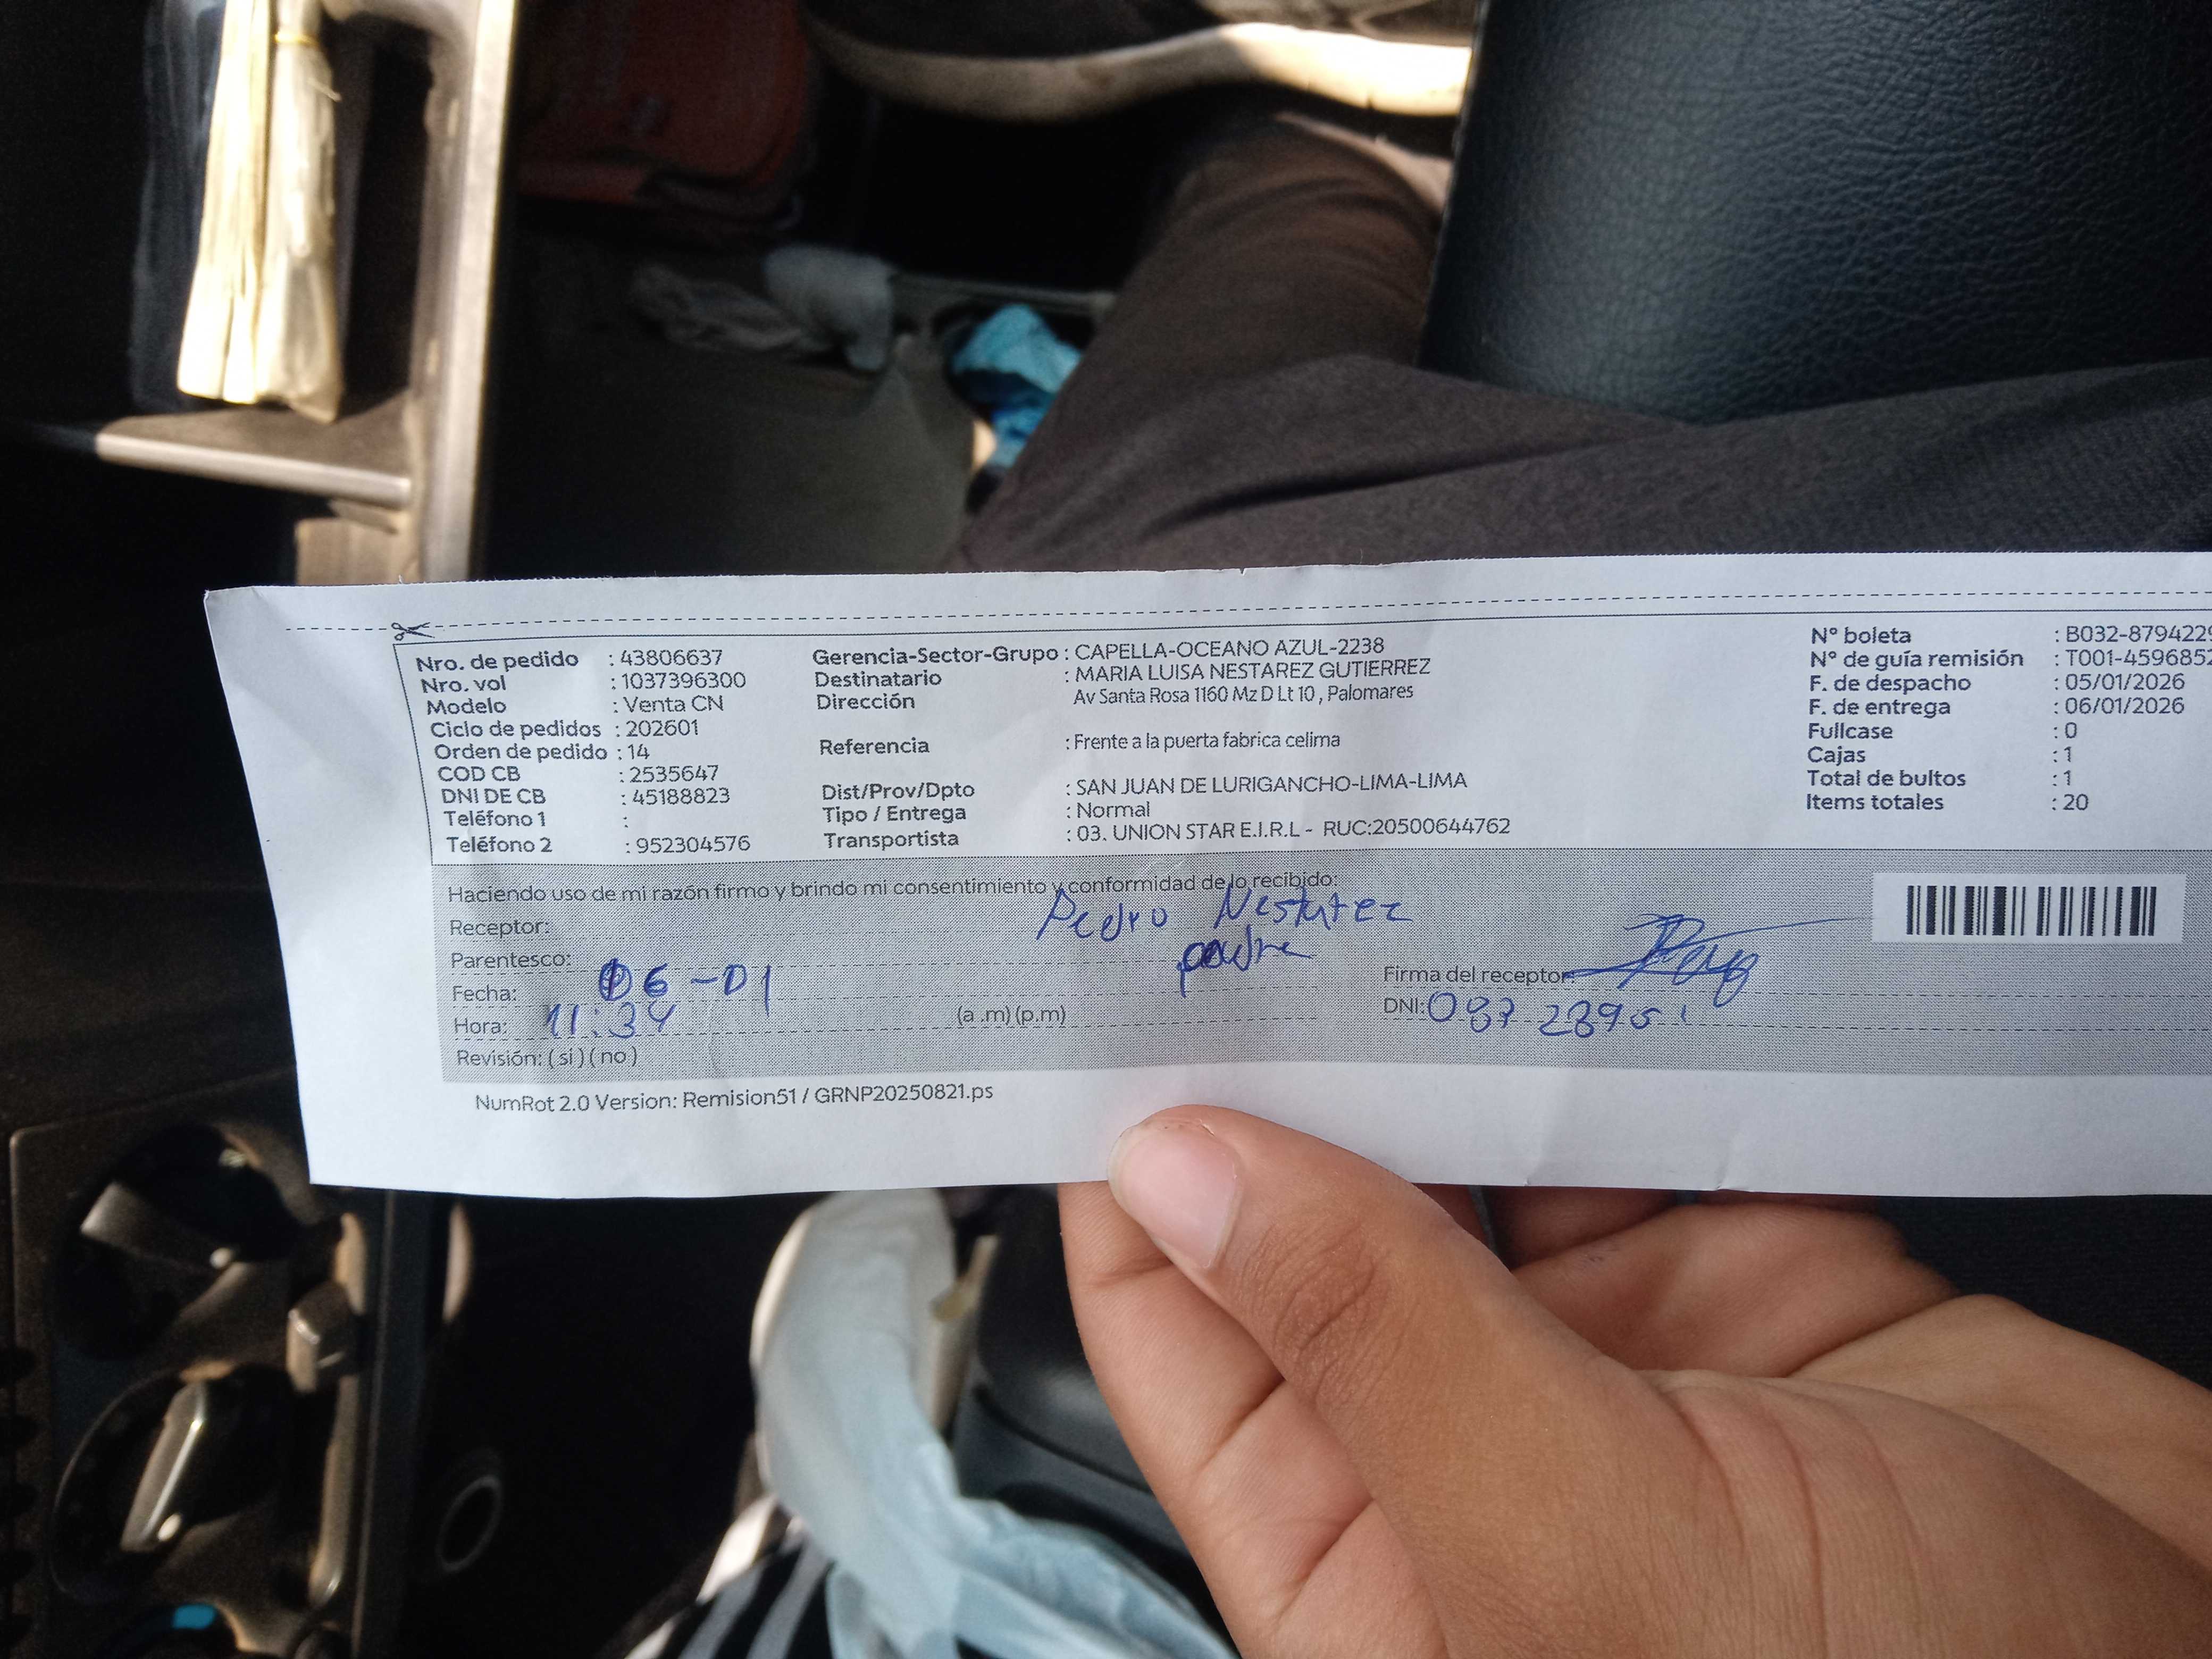 Nro. de pedido : 43806637
Nro. vol : 1037396300
Modelo : Venta CN
Ciclo de pedidos : 202601
Orden de pedido : 14
COD CB : 2535647
DNI DE CB : 45188823
Teléfono 1 :
Teléfono 2 : 952304576
Gerencia-Sector-Grupo : CAPELLA-OCEANO AZUL-2238
Destinatario : MARIA LUISA NESTAREZ GUTIERREZ
Dirección Av Santa Rosa 1160 Mz D Lt 10 , Palomares
Referencia : Frente a la puerta fabrica celima
Dist/Prov/Dpto : SAN JUAN DE LURIGANCHO-LIMA-LIMA
Tipo / Entrega : Normal
Transportista : 03. UNION STAR E.I.R.L - RUC:20500644762
N° boleta : B032-8794229
N° de guía remisión : T001-4596852
F. de despacho : 05/01/2026
F. de entrega : 06/01/2026
Fullcase : 0
Cajas : 1
Total de bultos : 1
Items totales : 20
Haciendo uso de mi razón firmo y brindo mi consentimiento y conformidad de lo recibido:
Receptor: Pedro Nestarez
Parentesco: padre
Fecha: 06-01
Hora: 11:34 (a .m) (p.m)
Revisión: ( si ) ( no )
Firma del receptor:
DNI:
NumRot 2.0 Version: Remision51 / GRNP20250821.ps